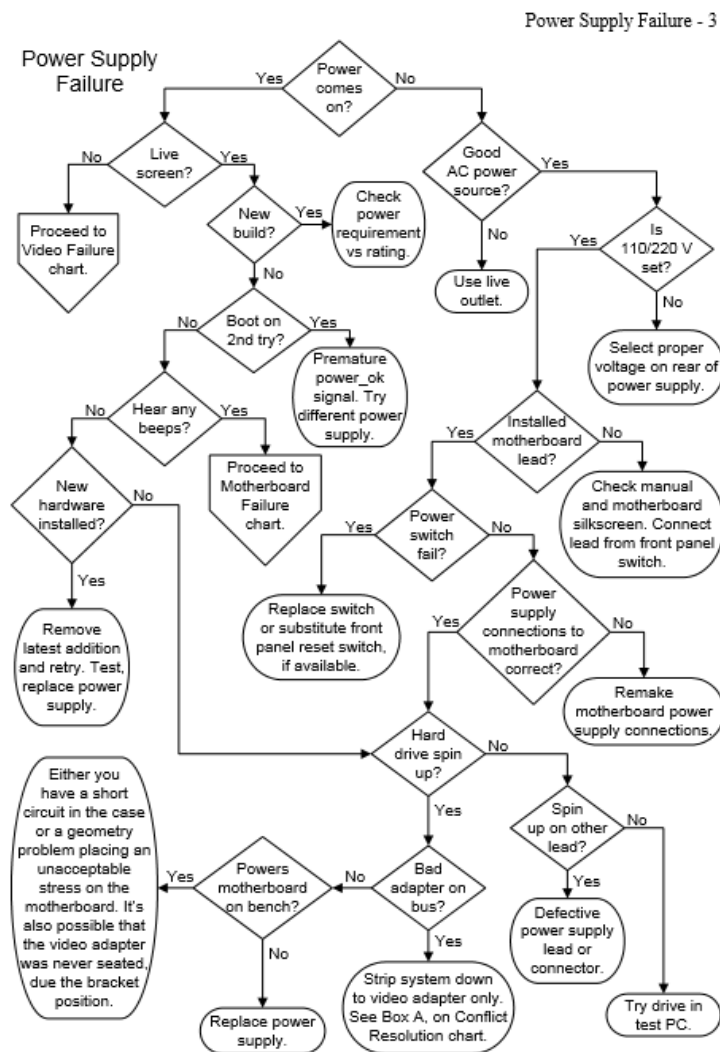 Power Supply Failure - 3
Power Supply
Failure
Yes
Power
comes
on?
No
No
Live
screen?
Yes
Good
AC power
source?
Yes
Proceed to
Video Failure
chart.
New
build?
Yes
Check
power
requirement
vs rating.
No
No
Use live
outlet.
Yes
Is
110/220 V
set?
No
Select proper
voltage on rear of
power supply.
No
Boot on
2nd try?
Yes
Premature
power_ok
signal. Try
different power
supply.
No
Hear any
beeps?
Yes
Proceed to
Motherboard
Failure
chart.
Yes
Installed
motherboard
lead?
No
Check manual
and motherboard
silkscreen. Connect
lead from front panel
switch.
New
hardware
installed?
No
Yes
Remove
latest addition
and retry. Test,
replace power
supply.
Yes
Power
switch
fail?
No
Replace switch
or substitute front
panel reset switch,
if available.
Yes
Power
supply
connections to
motherboard
correct?
No
Remake
motherboard power
supply connections.
Hard
drive spin
up?
No
Yes
Spin
up on other
lead?
No
Yes
Defective
power supply
lead or
connector.
Try drive in
test PC.
Either you
have a short
circuit in the case
or a geometry
problem placing an
unacceptable
stress on the
motherboard. It's
also possible that
the video adapter
was never seated,
due the bracket
position.
Yes
Powers
motherboard
on bench?
No
Bad
adapter on
bus?
No
Replace power
supply.
Yes
Strip system down
to video adapter only.
See Box A, on Conflict
Resolution chart.